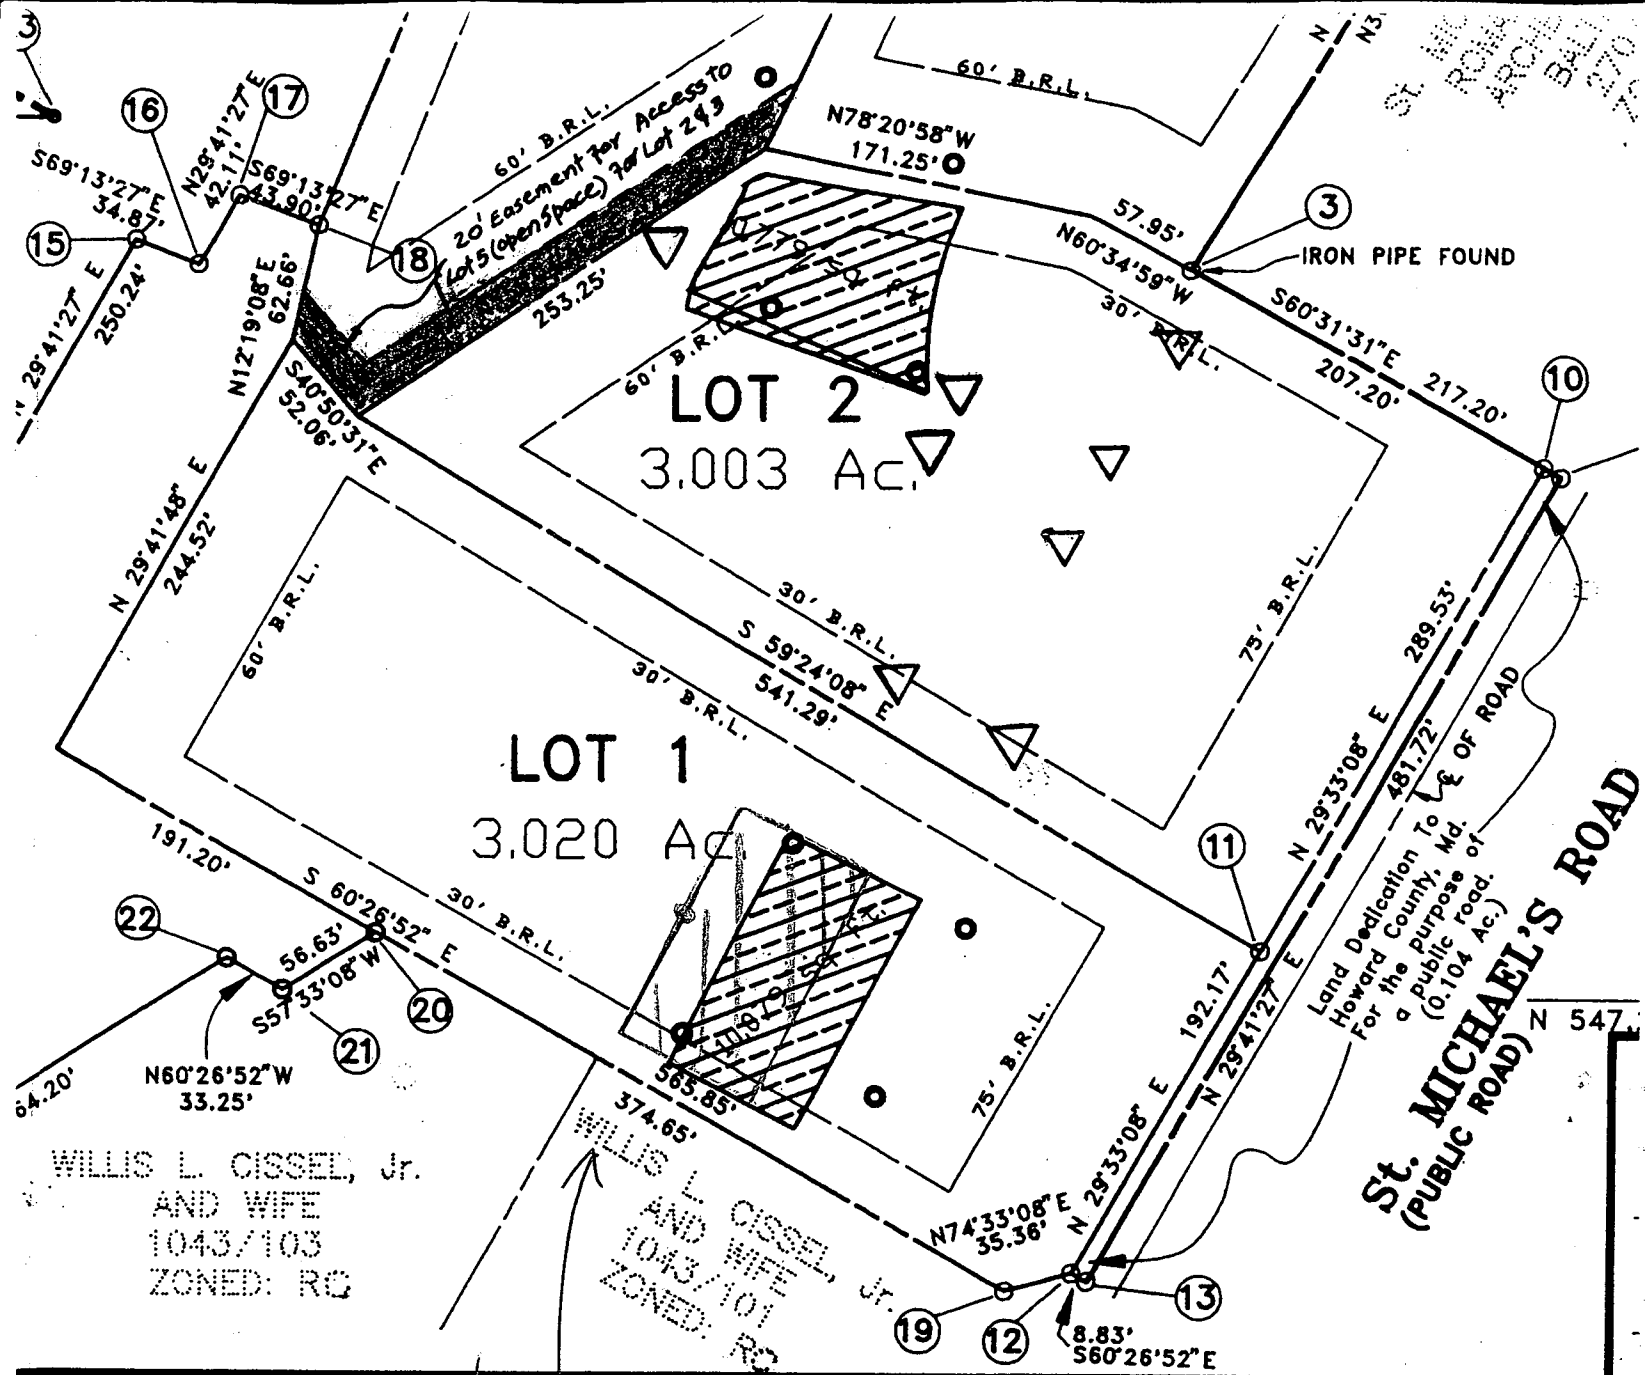 3
16
17
N29°41'27"E
42.11'
S69°13'27"E
43.90'
S69°13'27"E
34.87'
15
18
N12°19'08"E
62.66'
29°41'27" E
250.24'
60' B.R.L.
20' Easement for Access to
Lot 5 (open space) for Lot 2&3
253.25'
60' B.R.L.
N78°20'58"W
171.25'
57.95'
N60°34'59"W
3
IRON PIPE FOUND
N
N3
St.
S60°31'31"E
207.20'
217.20'
10
30' B.R.L.
60' B.R.L.
LOT 2
3.003 Ac.
S40°50'31"E
52.06'
N 29°41'48" E
244.52'
60' B.R.L.
30' B.R.L.
S 59°24'08" E
541.29'
30' B.R.L.
75' B.R.L.
289.53'
N 29°33'08" E
481.72'
℄ OF ROAD
LOT 1
3.020 Ac
11
191.20'
S 60°26'52" E
30' B.R.L.
22
56.63'
S57°33'08"W
20
21
N60°26'52"W
33.25'
64.20'
565.85'
374.65'
75' B.R.L.
192.17'
N 29°41'27" E
N 29°33'08" E
Land Dedication To
Howard County, Md.
For the purpose of
a public road.
(0.104 Ac.)
St. MICHAEL'S ROAD
(PUBLIC ROAD)
N 547.
WILLIS L. CISSEL, Jr.
AND WIFE
1043/103
ZONED: RC
WILLIS L. CISSEL, Jr.
AND WIFE
1043/101
ZONED: RC
N74°33'08"E
35.36'
19
12
13
8.83'
S60°26'52"E